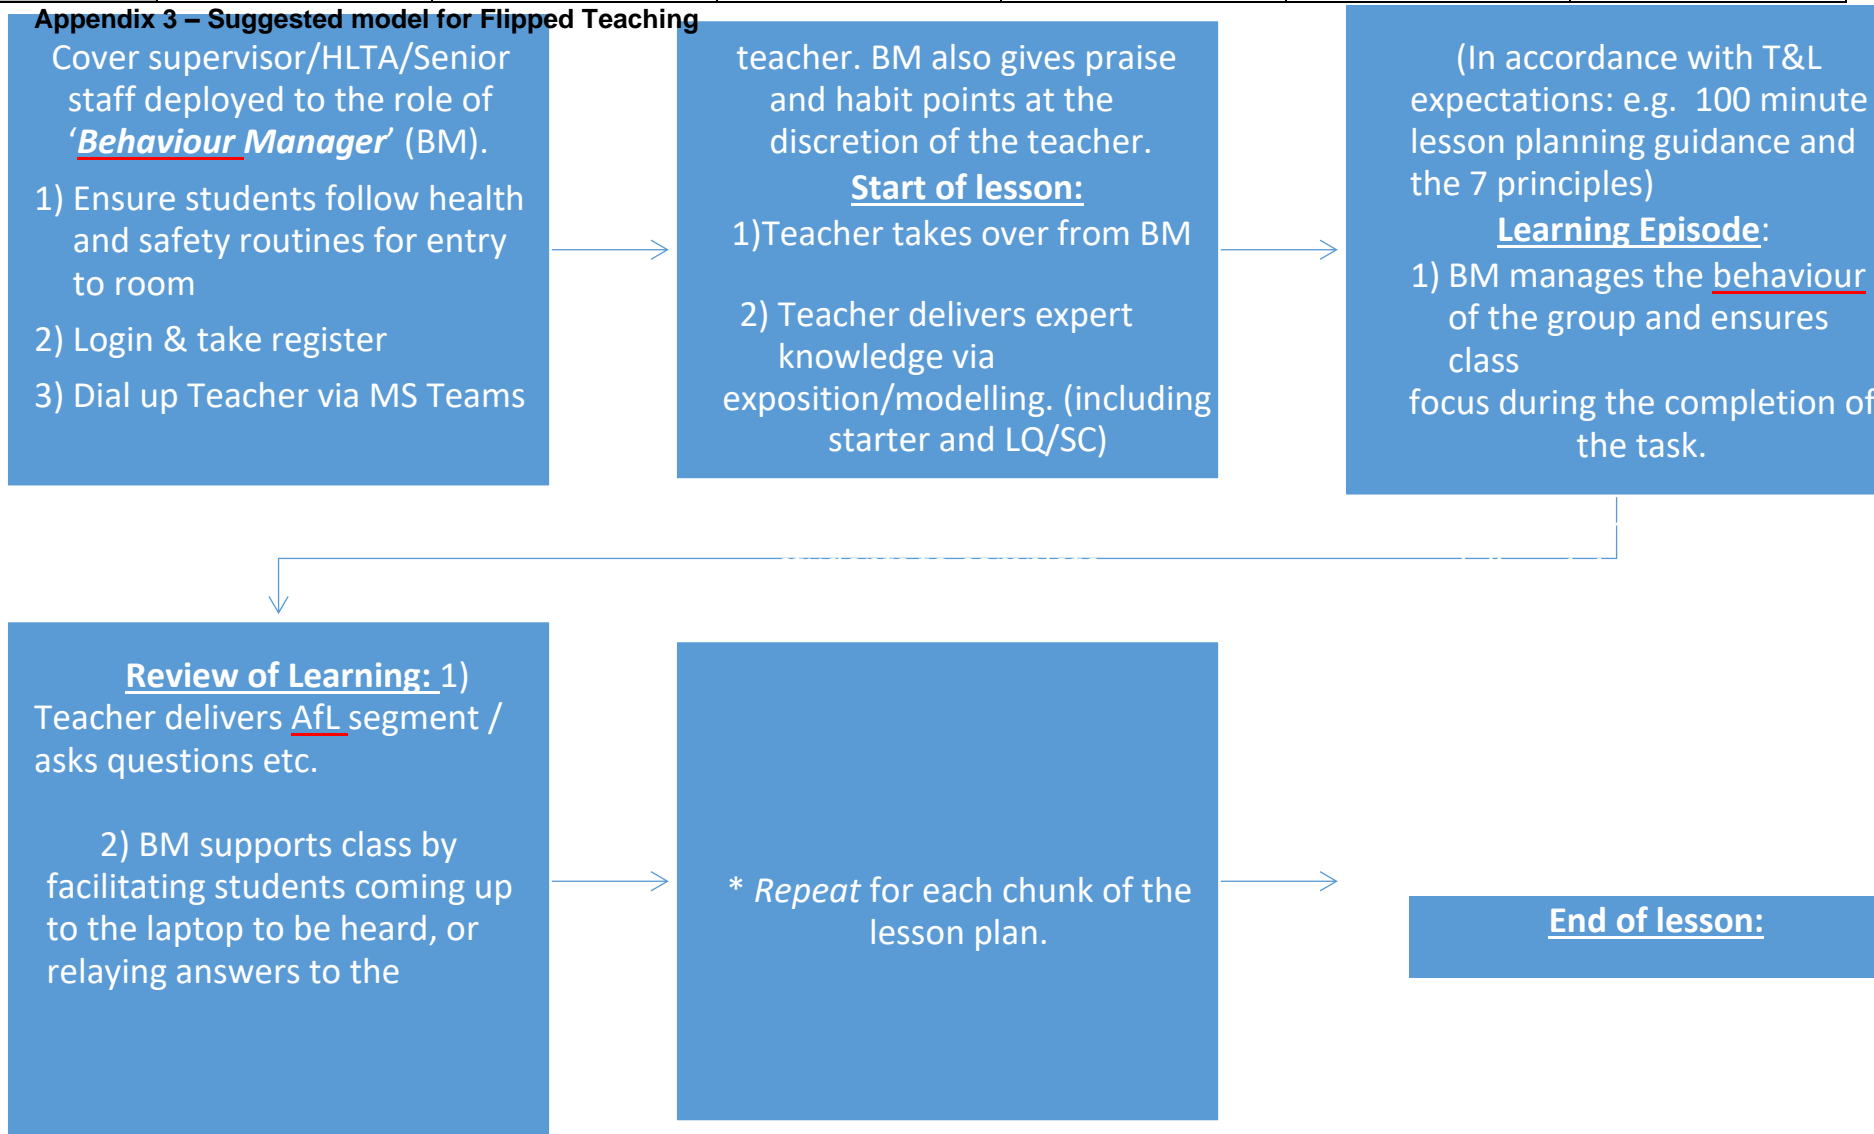 Appendix 3 – Suggested model for Flipped Teaching
Cover supervisor/HLTA/Senior
staff deployed to the role of
‘Behaviour Manager’ (BM).
1) Ensure students follow health
and safety routines for entry
to room
2) Login & take register
3) Dial up Teacher via MS Teams
teacher. BM also gives praise
and habit points at the
discretion of the teacher.
Start of lesson:
1)Teacher takes over from BM
2) Teacher delivers expert
knowledge via
exposition/modelling. (including
starter and LQ/SC)
(In accordance with T&L
expectations: e.g. 100 minute
lesson planning guidance and
the 7 principles)
Learning Episode:
1) BM manages the behaviour
of the group and ensures
class
focus during the completion of
the task.
Review of Learning: 1)
Teacher delivers AfL segment /
asks questions etc.
2) BM supports class by
facilitating students coming up
to the laptop to be heard, or
relaying answers to the
* Repeat for each chunk of the
lesson plan.
End of lesson: